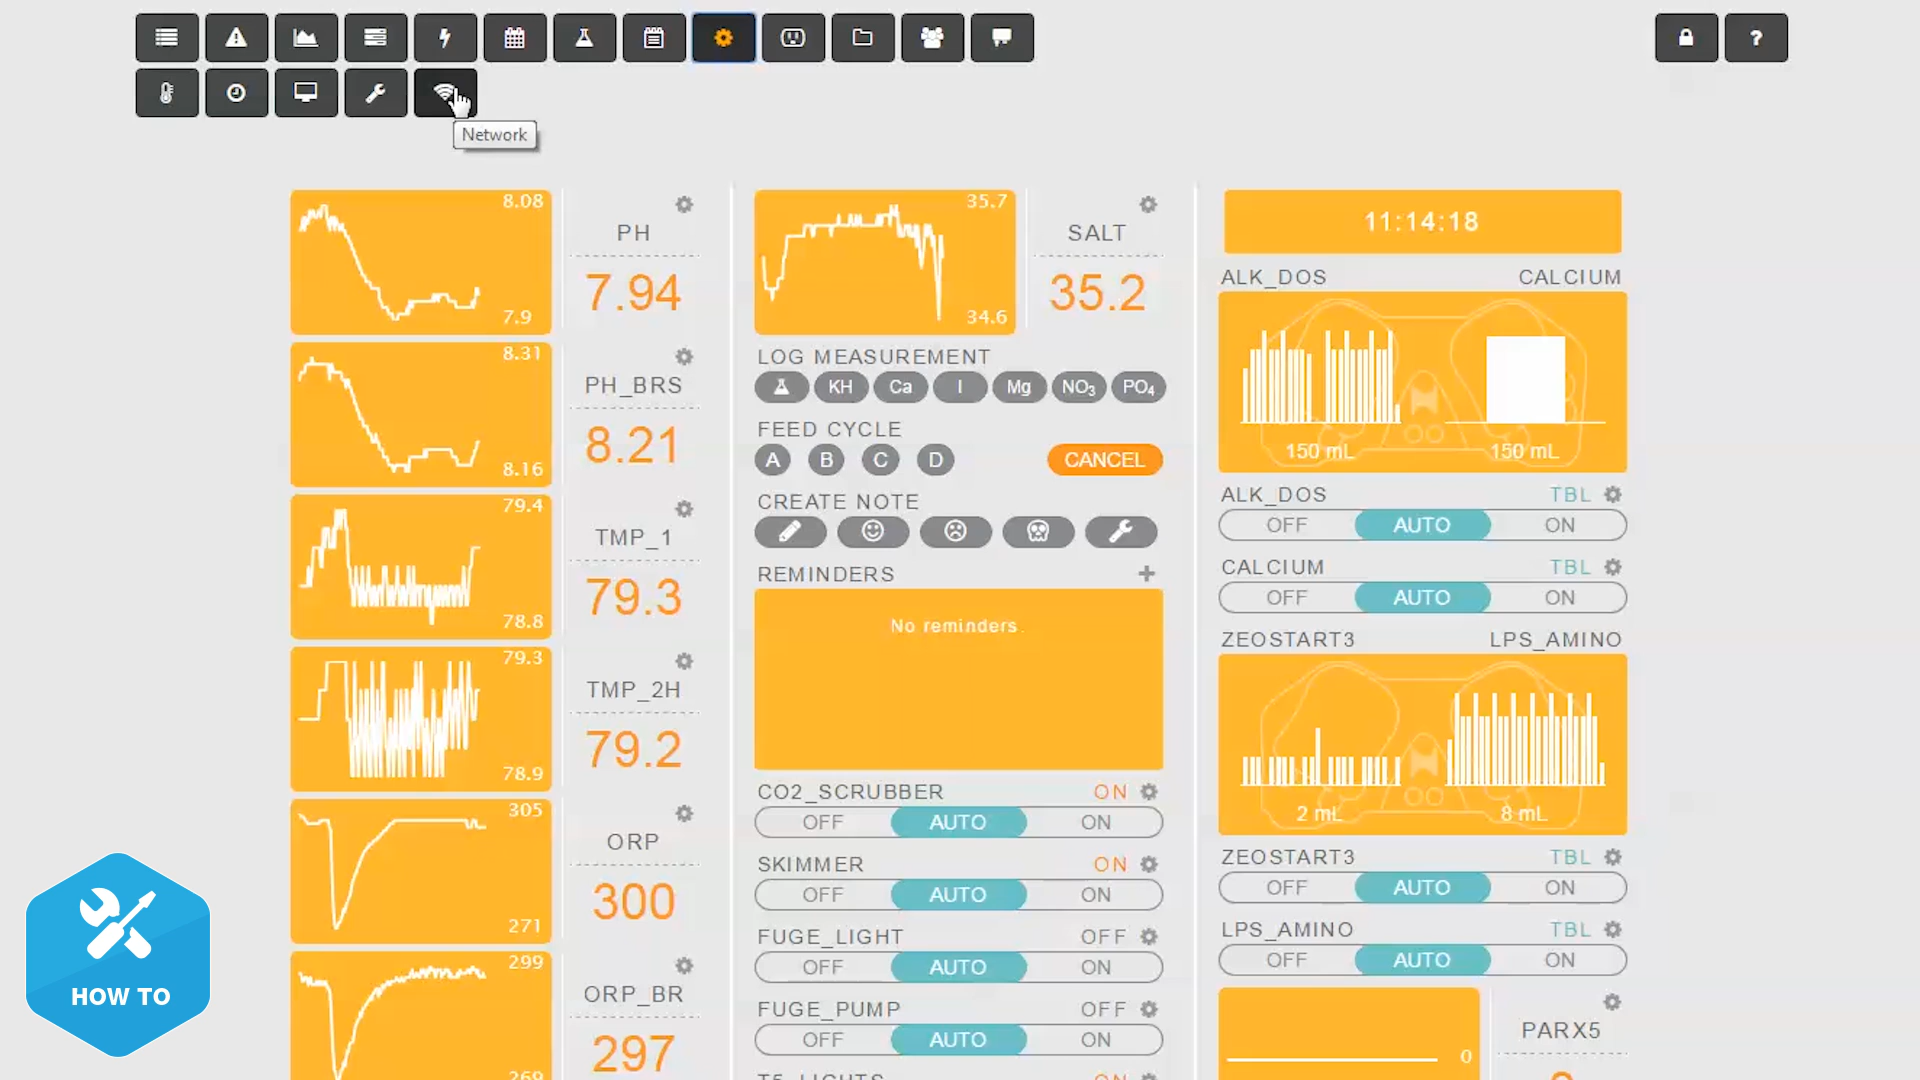 ?
Network
8.08
7.9
PH
7.94
8.31
8.16
PH_BRS
8.21
79.4
78.8
TMP_1
79.3
79.3
78.9
TMP_2H
79.2
305
271
ORP
300
299
269
ORP_BR
297
35.7
34.6
SALT
35.2
LOG MEASUREMENT
KH Ca I Mg NO₃ PO₄
FEED CYCLE
A B C D CANCEL
CREATE NOTE
REMINDERS +
No reminders
CO2_SCRUBBER ON
OFF AUTO ON
SKIMMER ON
OFF AUTO ON
FUGE_LIGHT OFF
OFF AUTO ON
FUGE_PUMP OFF
OFF AUTO ON
T5_LIGHTS ON
11:14:18
ALK_DOS CALCIUM
150 mL 150 mL
ALK_DOS TBL
OFF AUTO ON
CALCIUM TBL
OFF AUTO ON
ZEOSTART3 LPS_AMINO
2 mL 8 mL
ZEOSTART3 TBL
OFF AUTO ON
LPS_AMINO TBL
OFF AUTO ON
0
PARX5
HOW TO